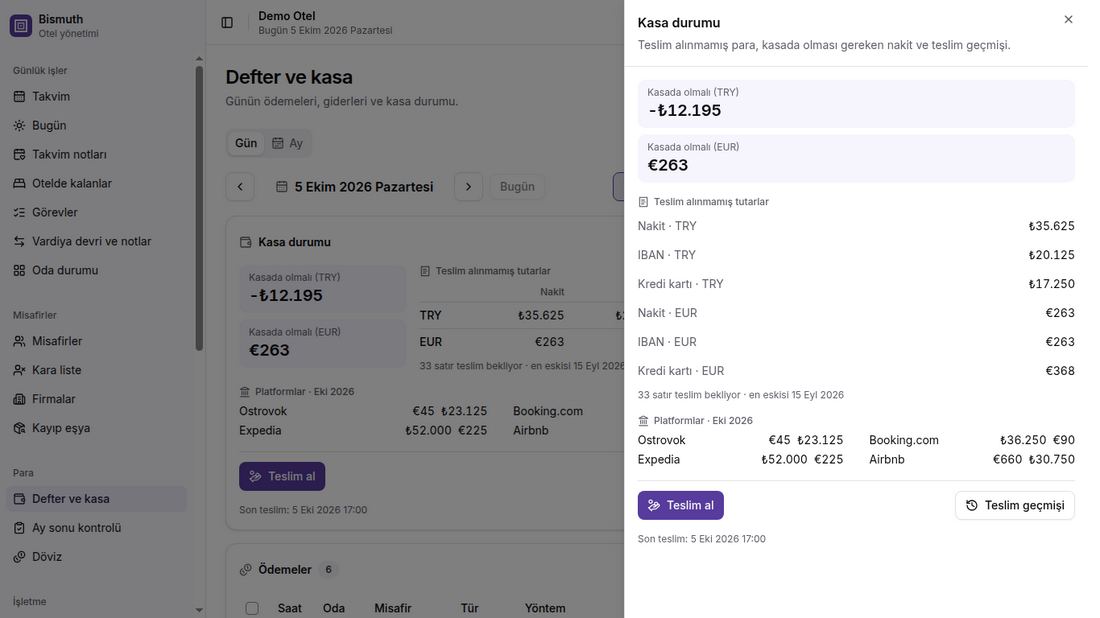 Bismuth
Otel yönetimi
Günlük işler
Takvim
Bugün
Takvim notları
Otelde kalanlar
Görevler
Vardiya devri ve notlar
Oda durumu
Misafirler
Misafirler
Kara liste
Firmalar
Kayıp eşya
Para
Defter ve kasa
Ay sonu kontrolü
Döviz
İşletme
Demo Otel
Bugün 5 Ekim 2026 Pazartesi
Defter ve kasa
Günün ödemeleri, giderleri ve kasa durumu.
Gün Ay
5 Ekim 2026 Pazartesi Bugün
Kasa durumu
Kasada olmalı (TRY)
-₺12.195
Kasada olmalı (EUR)
€263
Teslim alınmamış tutarlar
Nakit
TRY ₺35.625
EUR €263
33 satır teslim bekliyor · en eskisi 15 Eyl 2026
Platformlar · Eki 2026
Ostrovok €45 ₺23.125 Booking.com
Expedia ₺52.000 €225 Airbnb
Teslim al
Son teslim: 5 Eki 2026 17:00
Ödemeler 6
Saat Oda Misafir Tür Yöntem
Kasa durumu
Teslim alınmamış para, kasada olması gereken nakit ve teslim geçmişi.
Kasada olmalı (TRY)
-₺12.195
Kasada olmalı (EUR)
€263
Teslim alınmamış tutarlar
Nakit · TRY ₺35.625
IBAN · TRY ₺20.125
Kredi kartı · TRY ₺17.250
Nakit · EUR €263
IBAN · EUR €263
Kredi kartı · EUR €368
33 satır teslim bekliyor · en eskisi 15 Eyl 2026
Platformlar · Eki 2026
Ostrovok €45 ₺23.125 Booking.com ₺36.250 €90
Expedia ₺52.000 €225 Airbnb €660 ₺30.750
Teslim al Teslim geçmişi
Son teslim: 5 Eki 2026 17:00